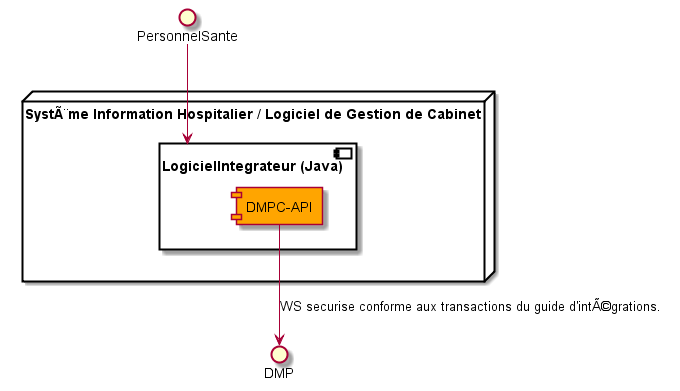 PersonnelSante
SystÃ¨me Information Hospitalier / Logiciel de Gestion de Cabinet
LogicielIntegrateur (Java)
DMPC-API
WS securise conforme aux transactions du guide d'intÃ©grations.
DMP